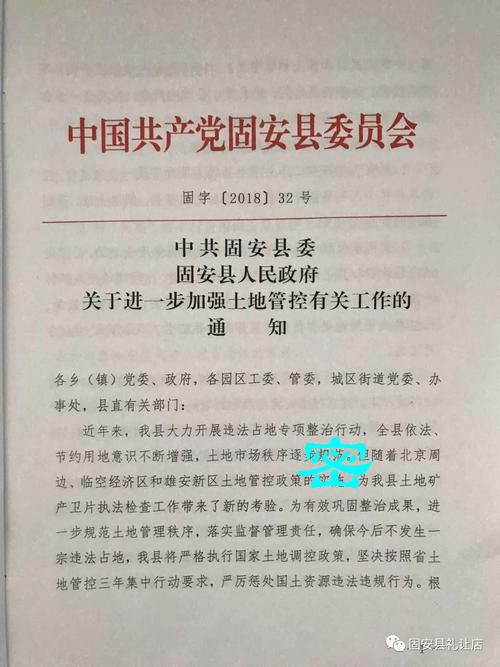 中国共产党固安县委员会
固字〔2018〕32号
中共固安县委
固安县人民政府
关于进一步加强土地管控有关工作的
通 知
各乡（镇）党委、政府，各园区工委、管委，城区街道党委、办
事处，县直有关部门：
近年来，我县大力开展违法占地专项整治行动，全县依法、
节约用地意识不断增强，土地市场秩序逐步规范。但随着北京周
边、临空经济区和雄安新区土地管控政策的 为我县土地矿
产卫片执法检查工作带来了新的考验。为有效巩固整治成果，进
一步规范土地管理秩序，落实监督管理责任，确保今后不发生一
宗违法占地，我县将严格执行国家土地调控政策，坚决按照省土
地管控三年集中行动要求，严厉惩处国土资源违法违规行为。根
密
1
固安县礼让店